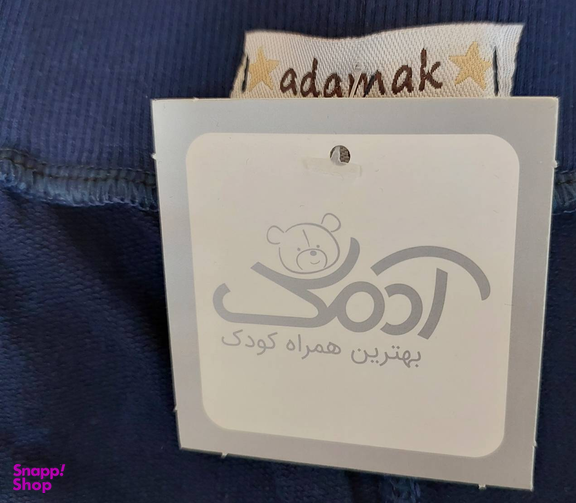 adamak
آدمک
بهترین همراه کودک
Snapp!
Shop